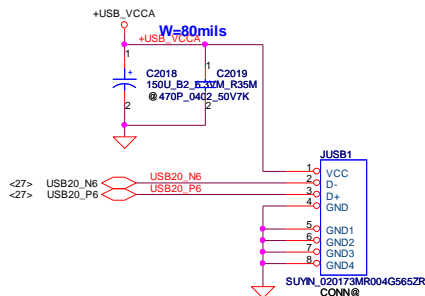 +USB_VCCA
W=80mils
+USB_VCCA
1
1
C2018
C2019
150U_B2_6.3VM_R35M
@ 470P_0402_50V7K
2
2
JUSB1
1 VCC
<27> USB20_N6 USB20_N6 2 D-
<27> USB20_P6 USB20_P6 3 D+
4 GND
5 GND1
6 GND2
7 GND3
8 GND4
SUYIN_020173MR004G565ZR
CONN@